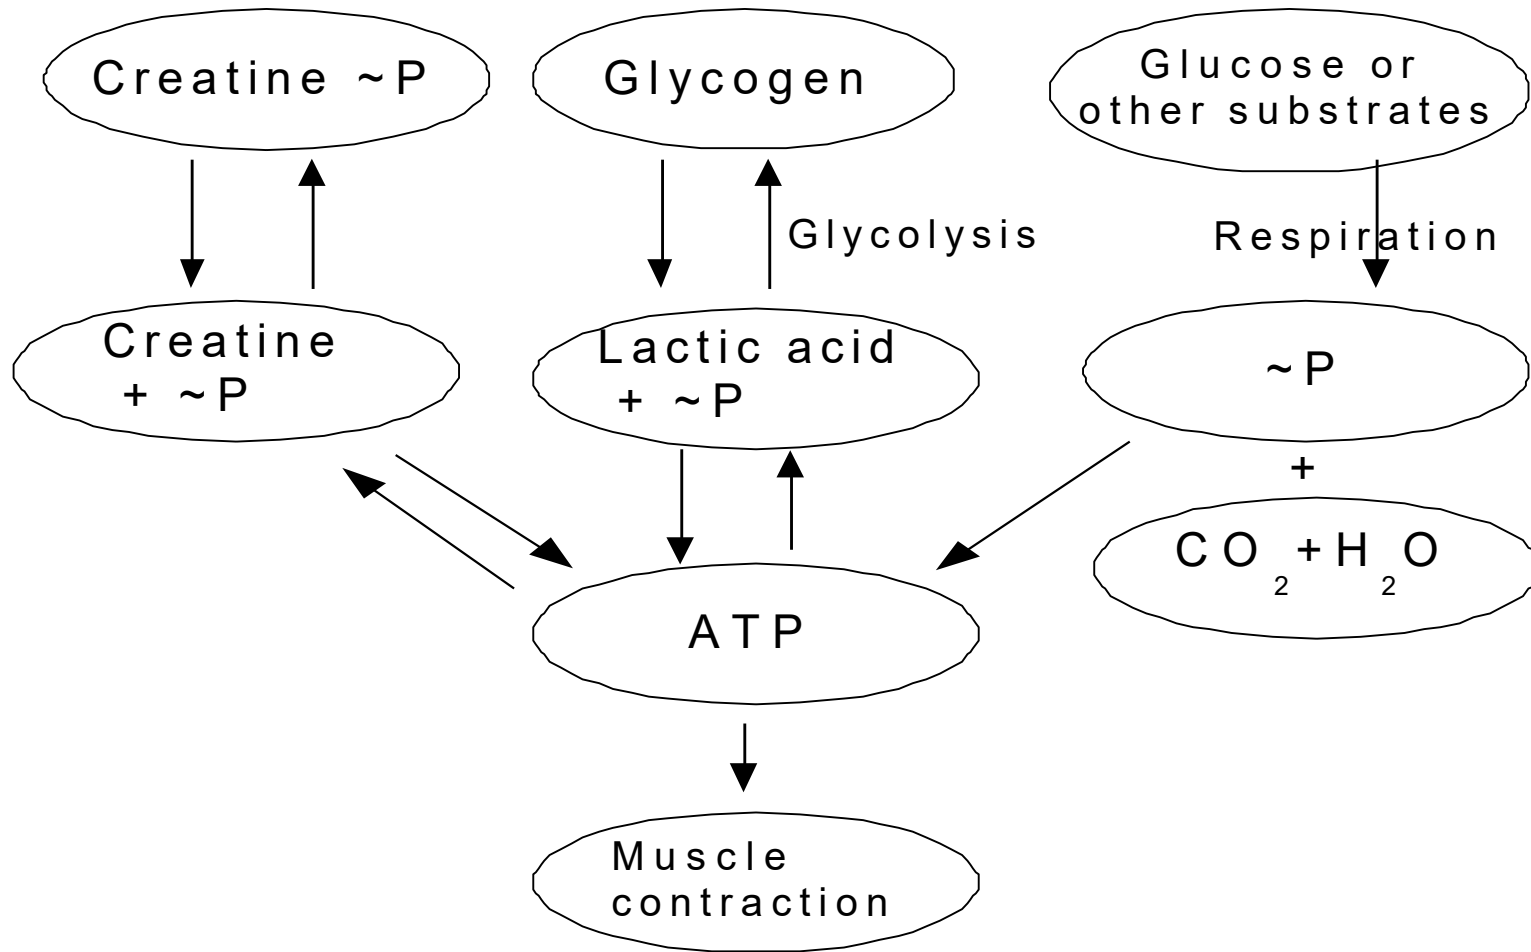 Creatine ~P
Glycogen
Glucose or
other substrates
Glycolysis
Respiration
Creatine
+ ~P
Lactic acid
+ ~P
~P
+
CO₂+H₂O
ATP
Muscle
contraction